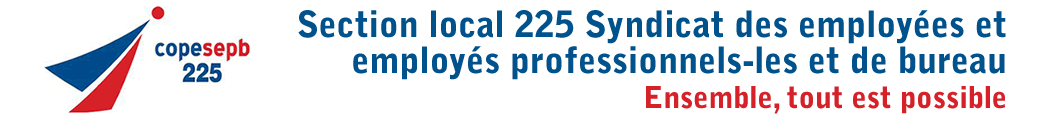 copesepb
225
Section local 225 Syndicat des employées et
employés professionnels-les et de bureau
Ensemble, tout est possible